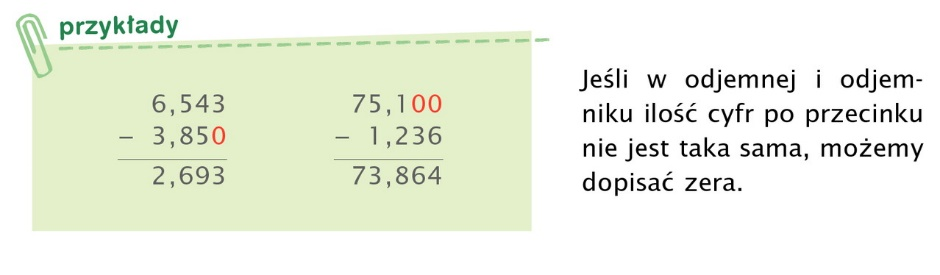 przykłady
6,543
– 3,850
2,693
75,100
– 1,236
73,864
Jeśli w odjemnej i odjem-
niku ilość cyfr po przecinku
nie jest taka sama, możemy
dopisać zera.